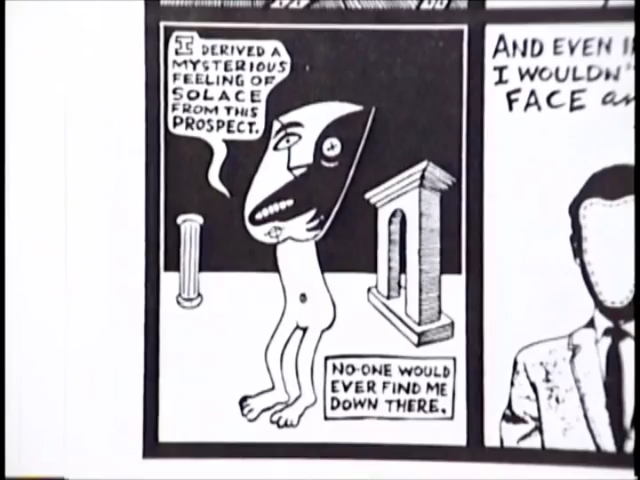 I DERIVED A
MYSTERIOUS
FEELING OF
SOLACE
FROM THIS
PROSPECT.
NO-ONE WOULD
EVER FIND ME
DOWN THERE.
AND EVEN
I WOULDN'
FACE